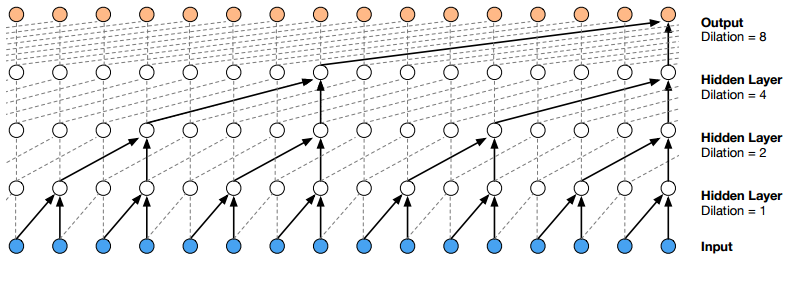 Output
Dilation = 8
Hidden Layer
Dilation = 4
Hidden Layer
Dilation = 2
Hidden Layer
Dilation = 1
Input